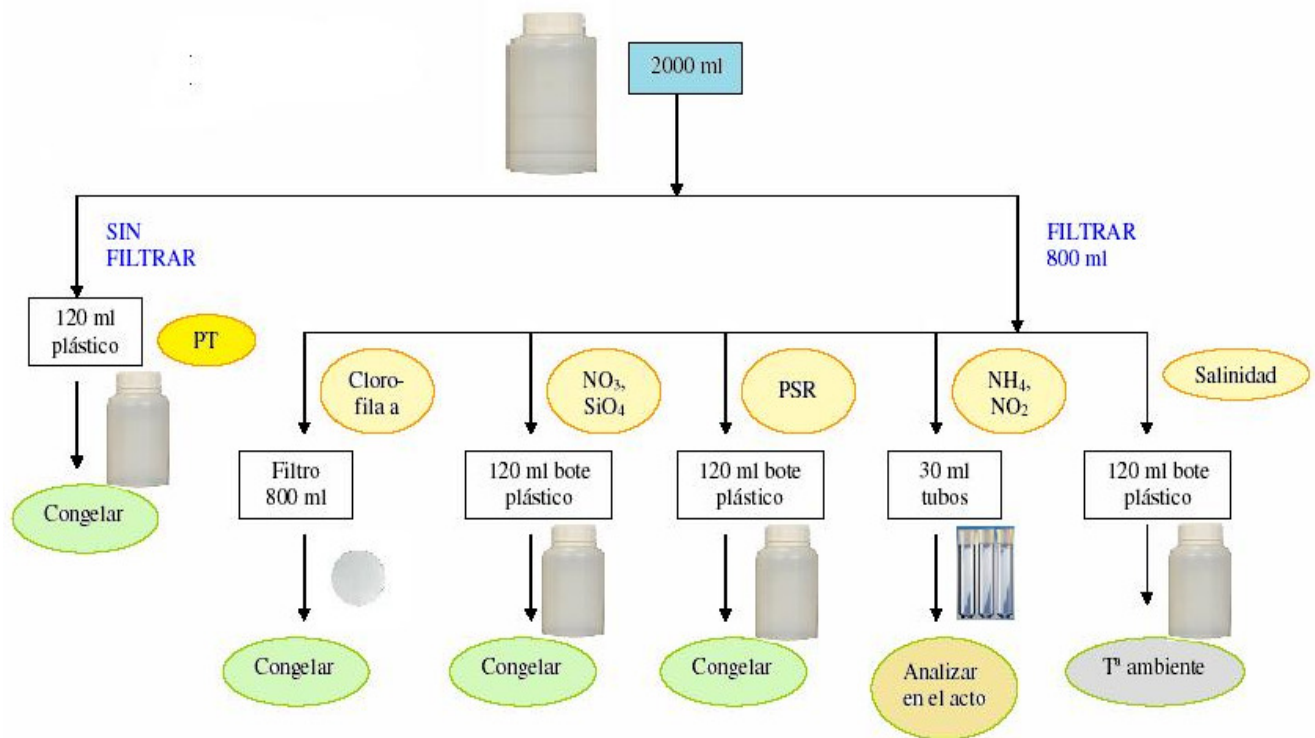 2000 ml
SIN
FILTRAR
FILTRAR
800 ml
120 ml
plástico
PT
Cloro-
fila a
NO₃,
SiO₄
PSR
NH₄,
NO₂
Salinidad
Filtro
800 ml
120 ml bote
plástico
120 ml bote
plástico
30 ml
tubos
120 ml bote
plástico
Congelar
Congelar
Congelar
Congelar
Analizar
en el acto
Tª ambiente